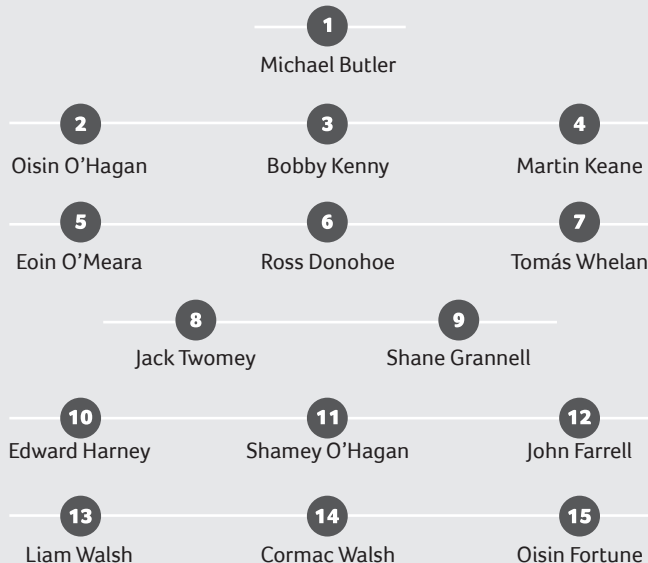 1
Michael Butler
2 3 4
Oisin O’Hagan Bobby Kenny Martin Keane
5 6 7
Eoin O’Meara Ross Donohoe Tomás Whelan
8 9
Jack Twomey Shane Grannell
10 11 12
Edward Harney Shamey O’Hagan John Farrell
13 14 15
Liam Walsh Cormac Walsh Oisin Fortune